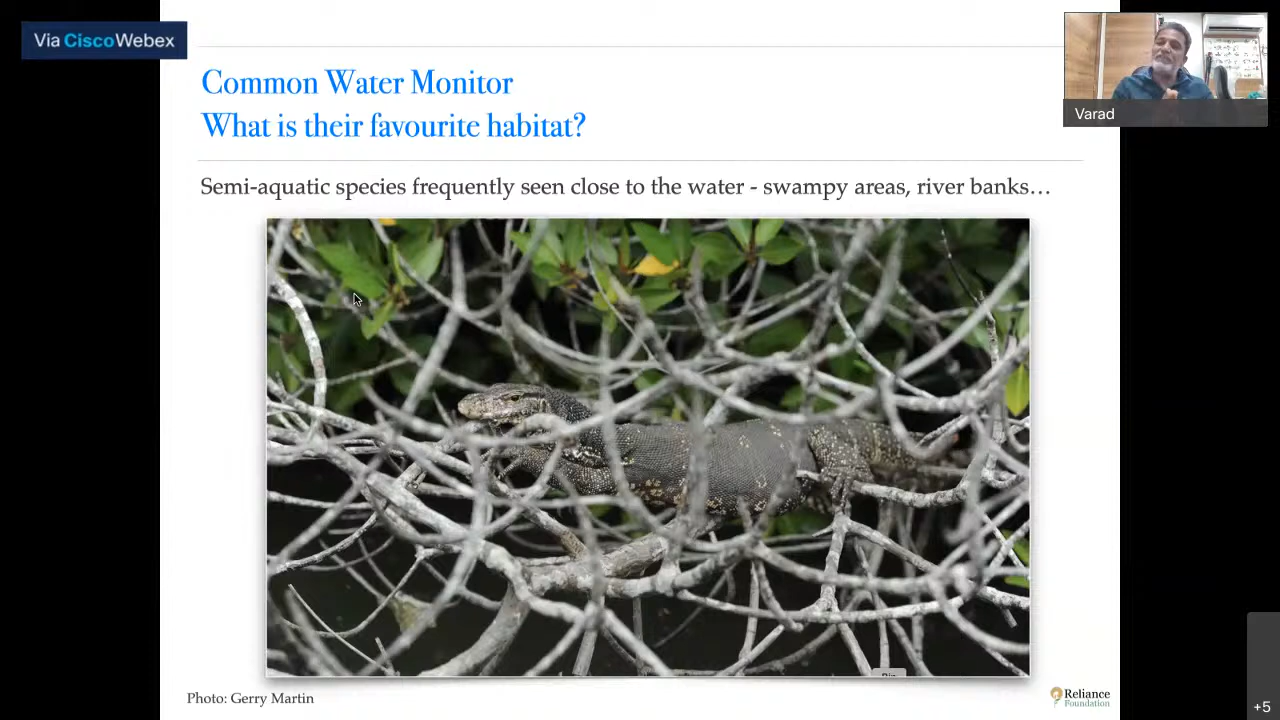 Via CiscoWebex
Common Water Monitor
What is their favourite habitat?
Varad
Semi-aquatic species frequently seen close to the water - swampy areas, river banks…
Photo: Gerry Martin
Reliance
Foundation
+5